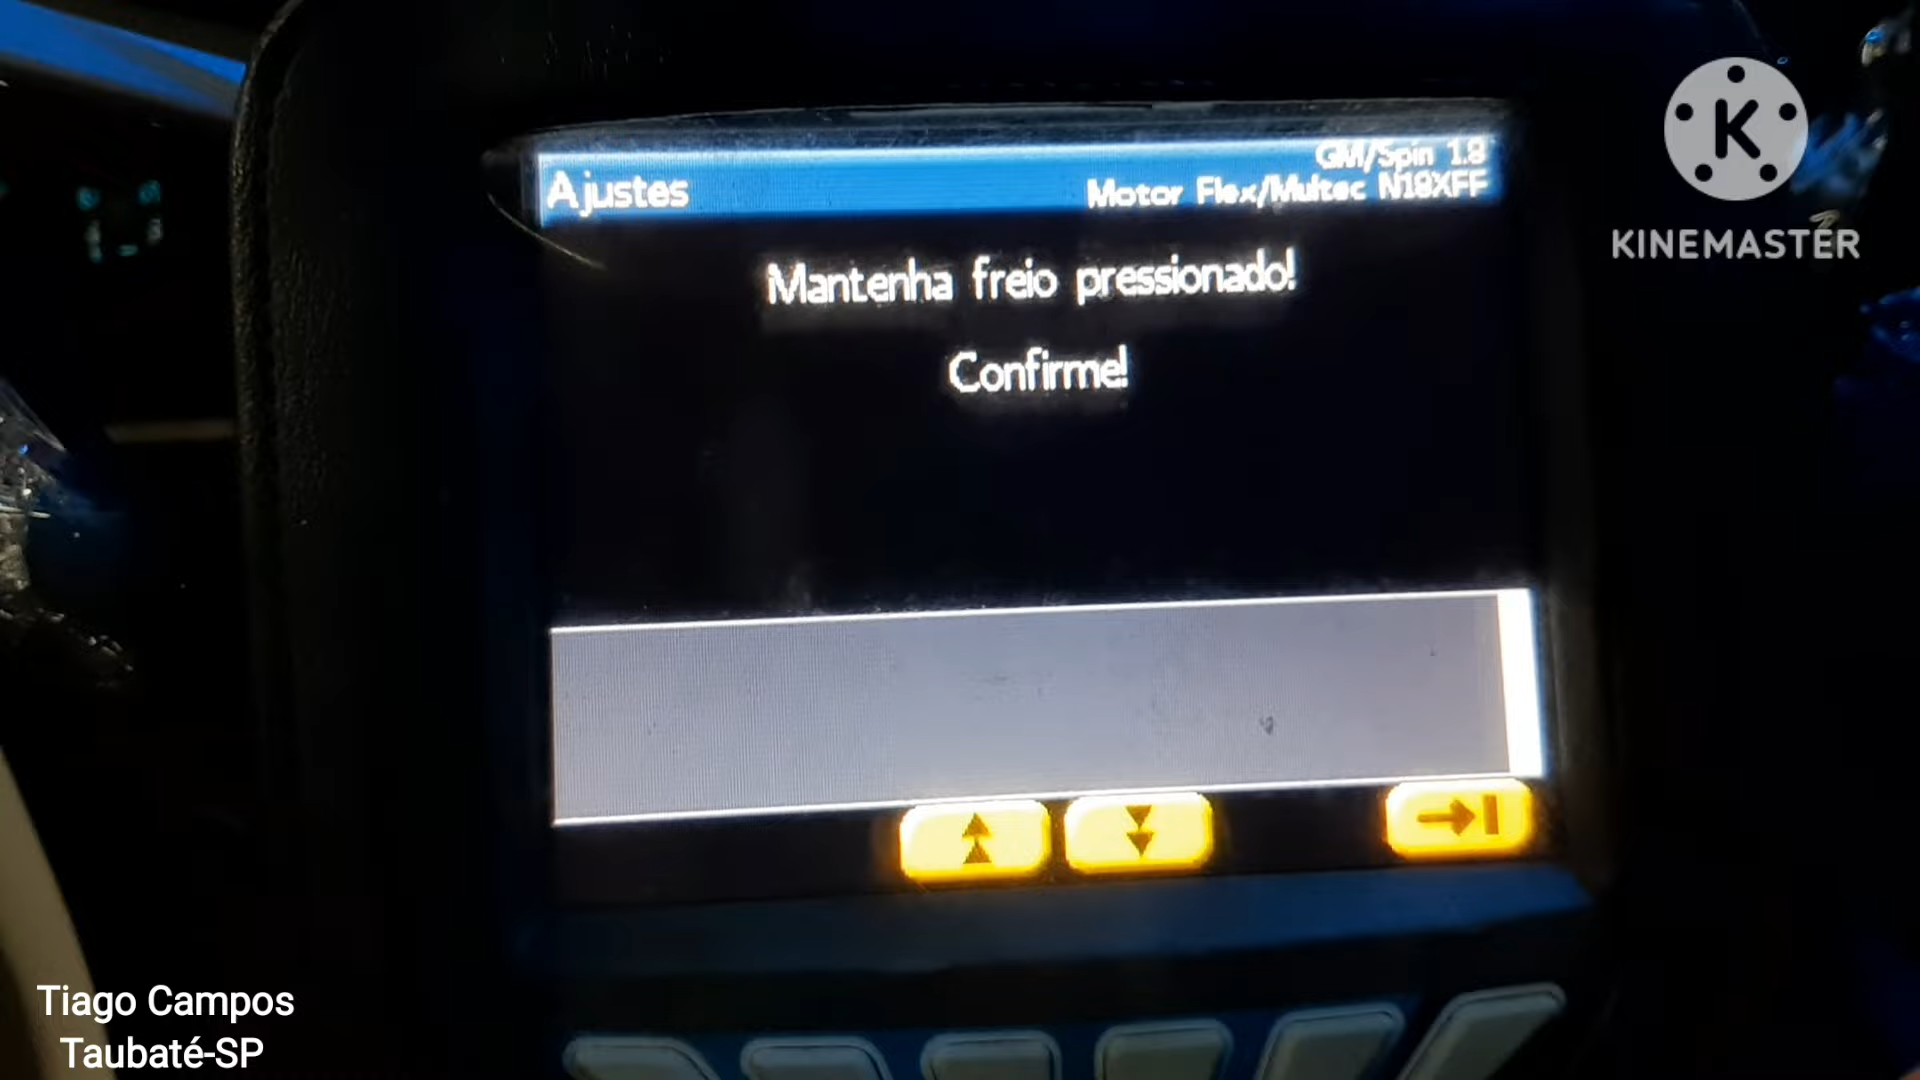 GM/Spin 1.8
Ajustes
Motor Flex/Multec N18XFF
Mantenha freio pressionado!
Confirme!
K
KINEMASTER
Tiago Campos
Taubaté-SP